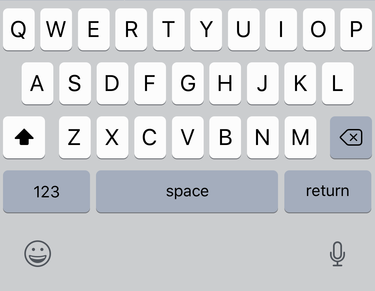 Q W E R T Y U I O P
A S D F G H J K L
Z X C V B N M
123 space return